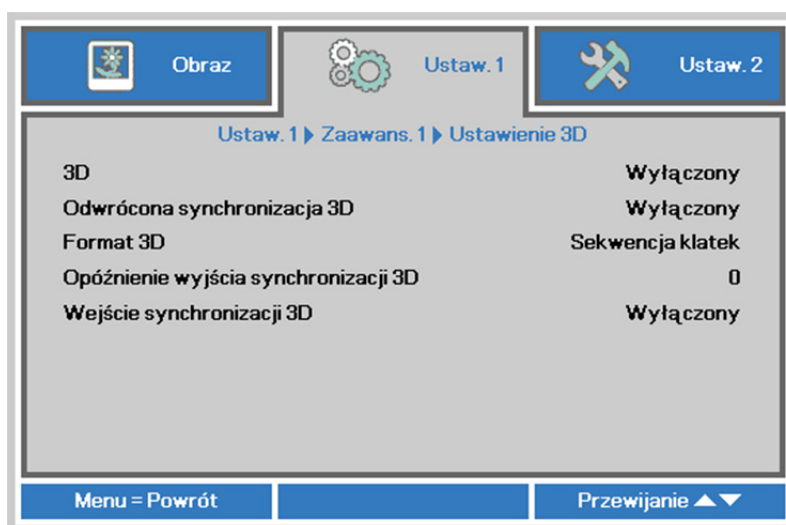 Obraz
Ustaw. 1
Ustaw. 2
Ustaw. 1 ▶ Zaawans. 1 ▶ Ustawienie 3D
3D Wyłączony
Odwrócona synchronizacja 3D Wyłączony
Format 3D Sekwencja klatek
Opóźnienie wyjścia synchronizacji 3D 0
Wejście synchronizacji 3D Wyłączony
Menu = Powrót
Przewijanie ▲▼